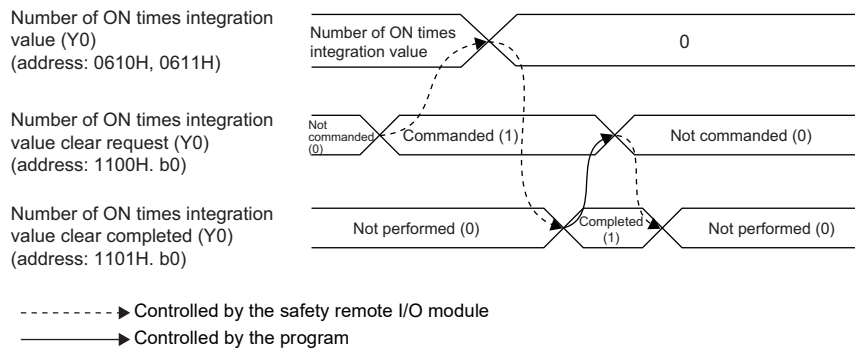 Number of ON times integration
value (Y0)
(address: 0610H, 0611H)
Number of ON times
integration value
0
Number of ON times integration
value clear request (Y0)
(address: 1100H. b0)
Not
commanded
(0)
Commanded (1)
Not commanded (0)
Number of ON times integration
value clear completed (Y0)
(address: 1101H. b0)
Not performed (0)
Completed
(1)
Not performed (0)
Controlled by the safety remote I/O module
Controlled by the program